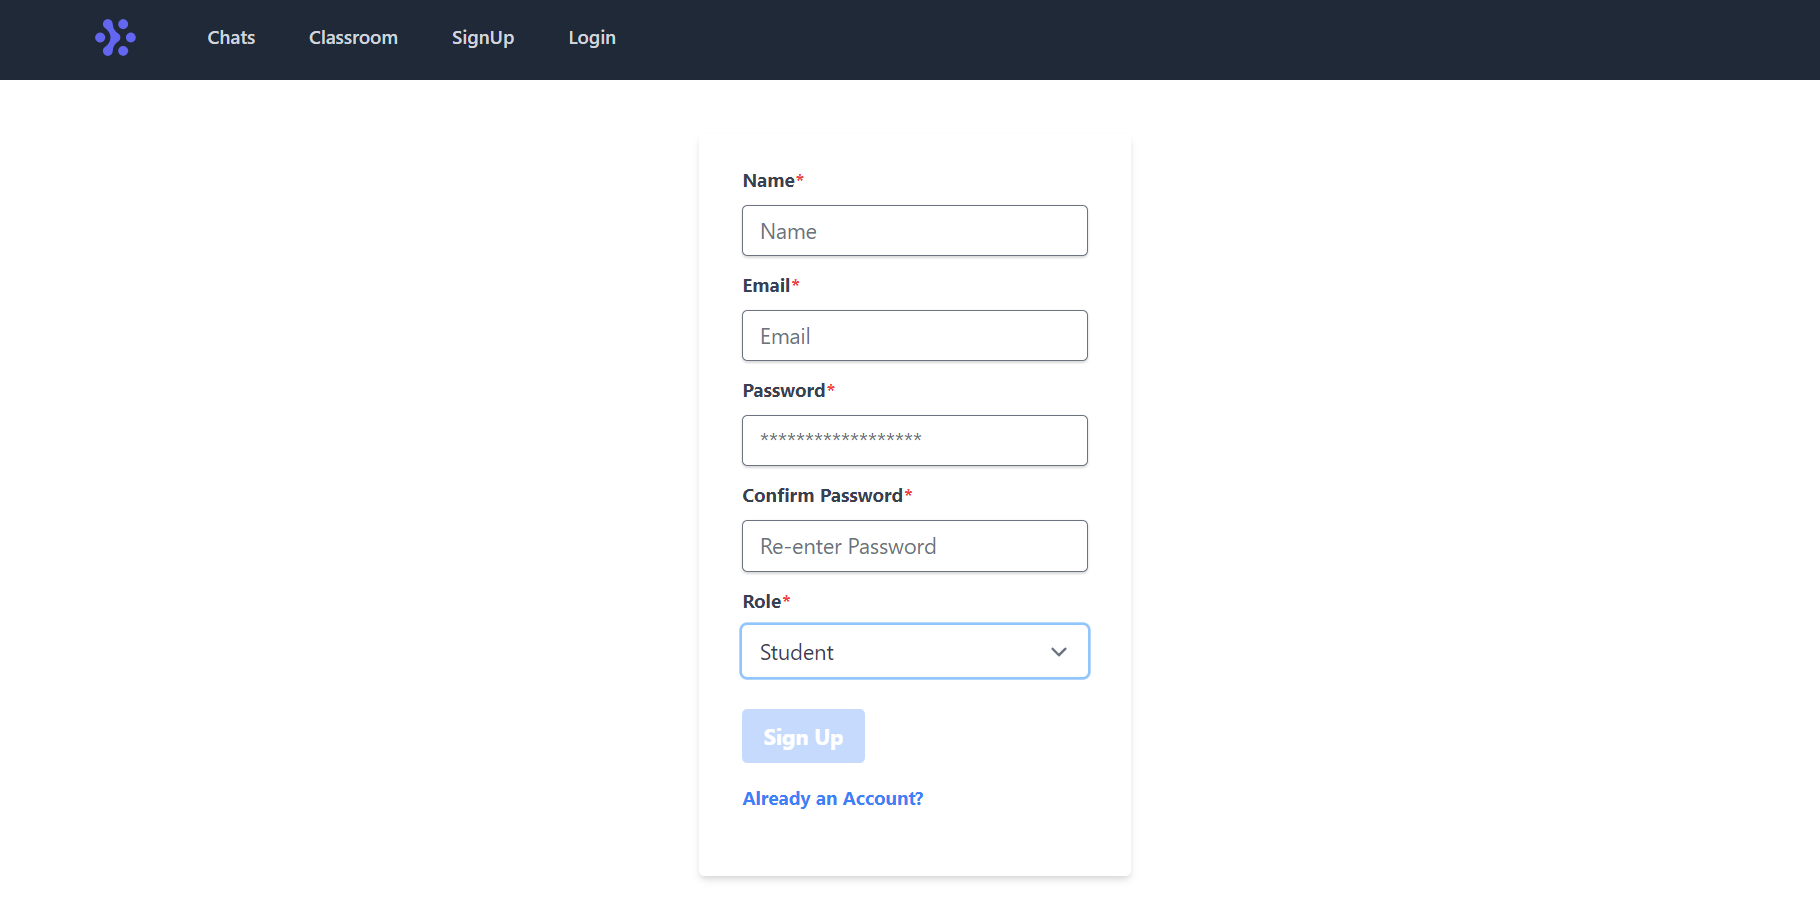 Chats Classroom SignUp Login
Name*
Name
Email*
Email
Password*
******************
Confirm Password*
Re-enter Password
Role*
Student
Sign Up
Already an Account?